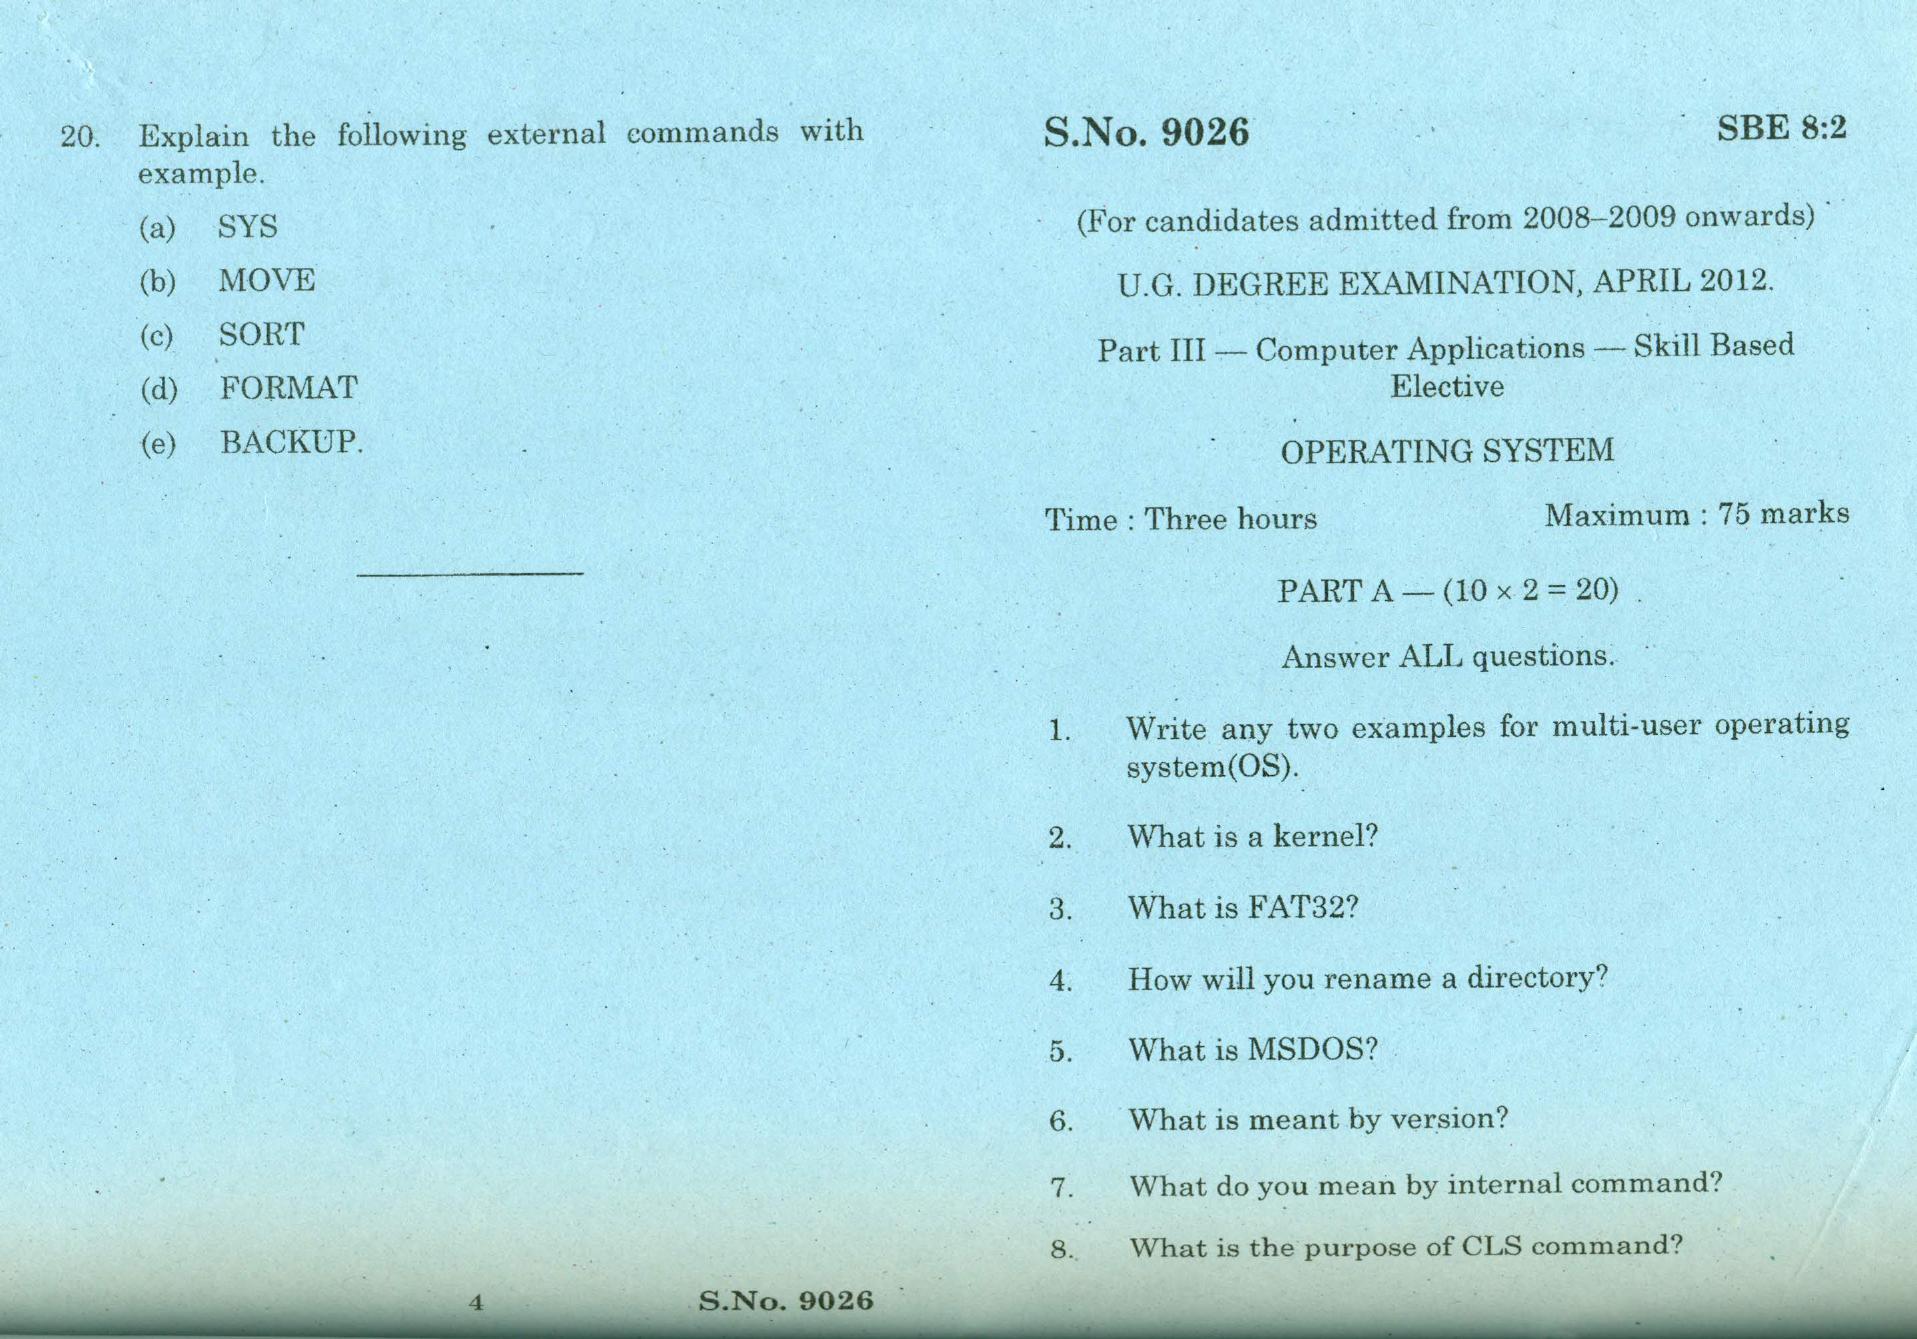 20. Explain the following external commands with
example.
(a) SYS
(b) MOVE
(c) SORT
(d) FORMAT
(e) BACKUP.
4 S.No. 9026
S.No. 9026 SBE 8:2
(For candidates admitted from 2008–2009 onwards)
U.G. DEGREE EXAMINATION, APRIL 2012.
Part III — Computer Applications — Skill Based
Elective
OPERATING SYSTEM
Time : Three hours Maximum : 75 marks
PART A — (10 × 2 = 20)
Answer ALL questions.
1. Write any two examples for multi-user operating
system(OS).
2. What is a kernel?
3. What is FAT32?
4. How will you rename a directory?
5. What is MSDOS?
6. What is meant by version?
7. What do you mean by internal command?
8. What is the purpose of CLS command?